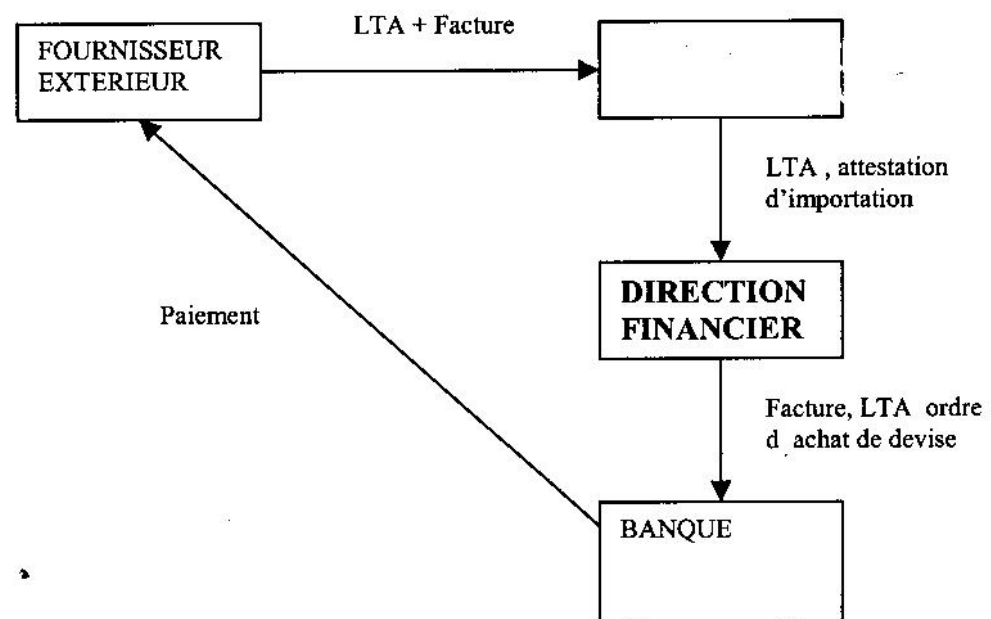 LTA + Facture
FOURNISSEUR
EXTERIEUR
LTA , attestation
d'importation
DIRECTION
FINANCIER
Paiement
Facture, LTA ordre
d achat de devise
BANQUE